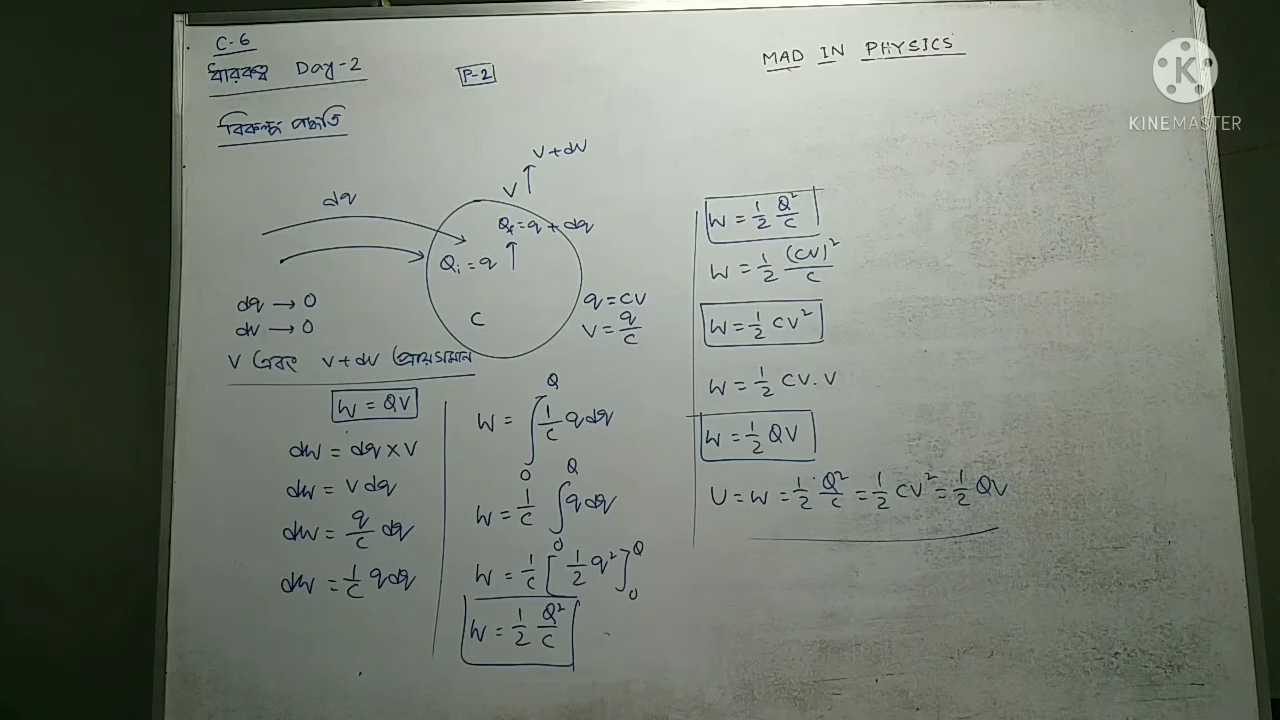 C-6
ধারকত্ব Day-2
P-2
MAD IN PHYSICS
KINEMASTER
বিকল্প পদ্ধতি
V+dV
V ↑
dq
Qf = q + dq
Qi = q ↑
C
dq → 0
dV → 0
q = CV
V = q/C
V এবং V+dV প্রায় সমান
W = QV
dW = dq × V
dW = V dq
dW = q/C dq
dW = 1/C q dq
W = ∫₀^Q 1/C q dq
W = 1/C ∫₀^Q q dq
W = 1/C [1/2 q²]₀^Q
W = 1/2 Q²/C
W = 1/2 Q²/C
W = 1/2 (CV)²/C
W = 1/2 CV²
W = 1/2 CV.V
W = 1/2 QV
U = W = 1/2 Q²/C = 1/2 CV² = 1/2 QV